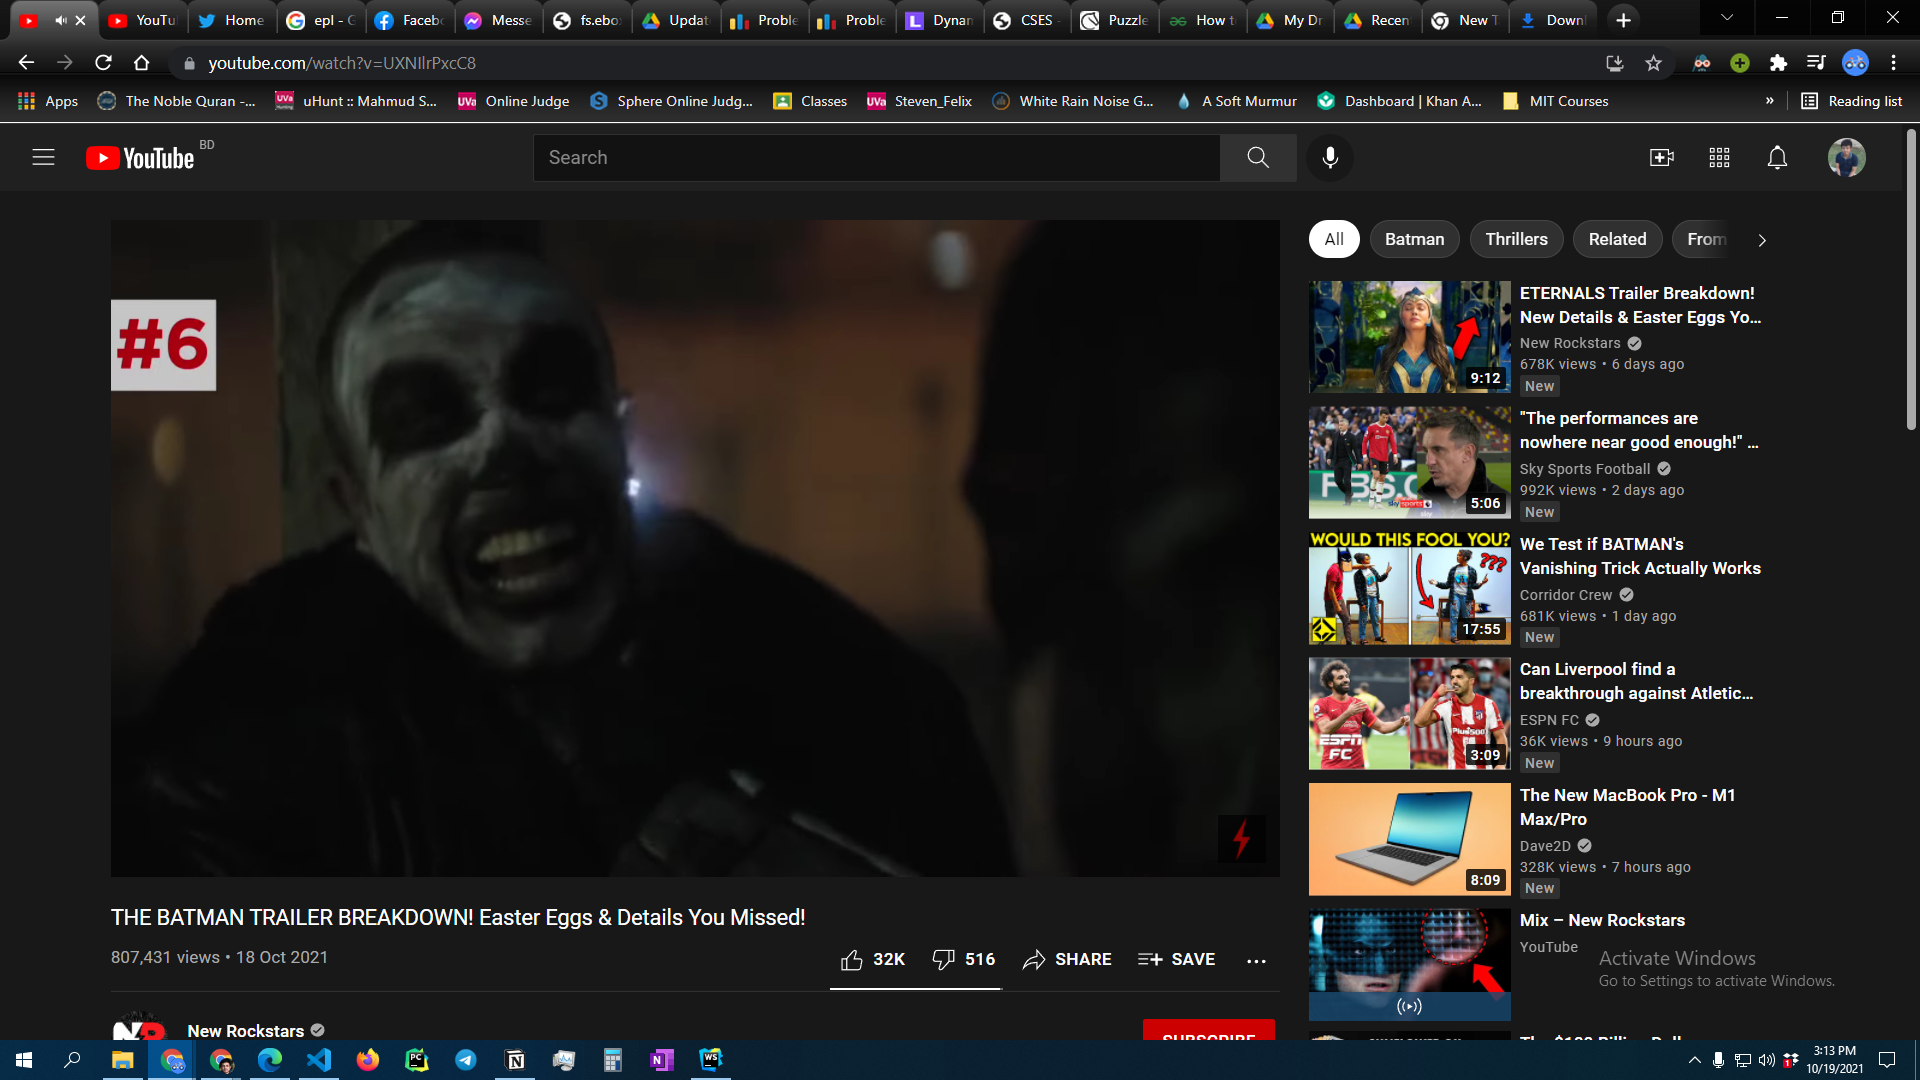 YouTu
Home
epl - G
Facebo
Messe
fs.ebo
Updat
Proble
Proble
Dynan
CSES -
Puzzle
How t
My Dr
Recen
New T
Downl
youtube.com/watch?v=UXNIlrPxcC8
Apps
The Noble Quran -...
uHunt :: Mahmud S...
Online Judge
Sphere Online Judg...
Classes
Steven_Felix
White Rain Noise G...
A Soft Murmur
Dashboard | Khan A...
MIT Courses
»
Reading list
YouTube BD
Search
All
Batman
Thrillers
Related
From
#6
ETERNALS Trailer Breakdown!
New Details & Easter Eggs Yo...
New Rockstars
678K views • 6 days ago
New
9:12
"The performances are
nowhere near good enough!" ...
Sky Sports Football
992K views • 2 days ago
New
sky sports
5:06
WOULD THIS FOOL YOU?
???
17:55
We Test if BATMAN's
Vanishing Trick Actually Works
Corridor Crew
681K views • 1 day ago
New
Can Liverpool find a
breakthrough against Atletic...
ESPN FC
36K views • 9 hours ago
New
ESPN
FC
Plus500
3:09
The New MacBook Pro - M1
Max/Pro
Dave2D
328K views • 7 hours ago
New
8:09
Mix – New Rockstars
YouTube
Activate Windows
Go to Settings to activate Windows.
THE BATMAN TRAILER BREAKDOWN! Easter Eggs & Details You Missed!
807,431 views • 18 Oct 2021
32K
516
SHARE
SAVE
New Rockstars
SUBSCRIBE
3:13 PM
10/19/2021